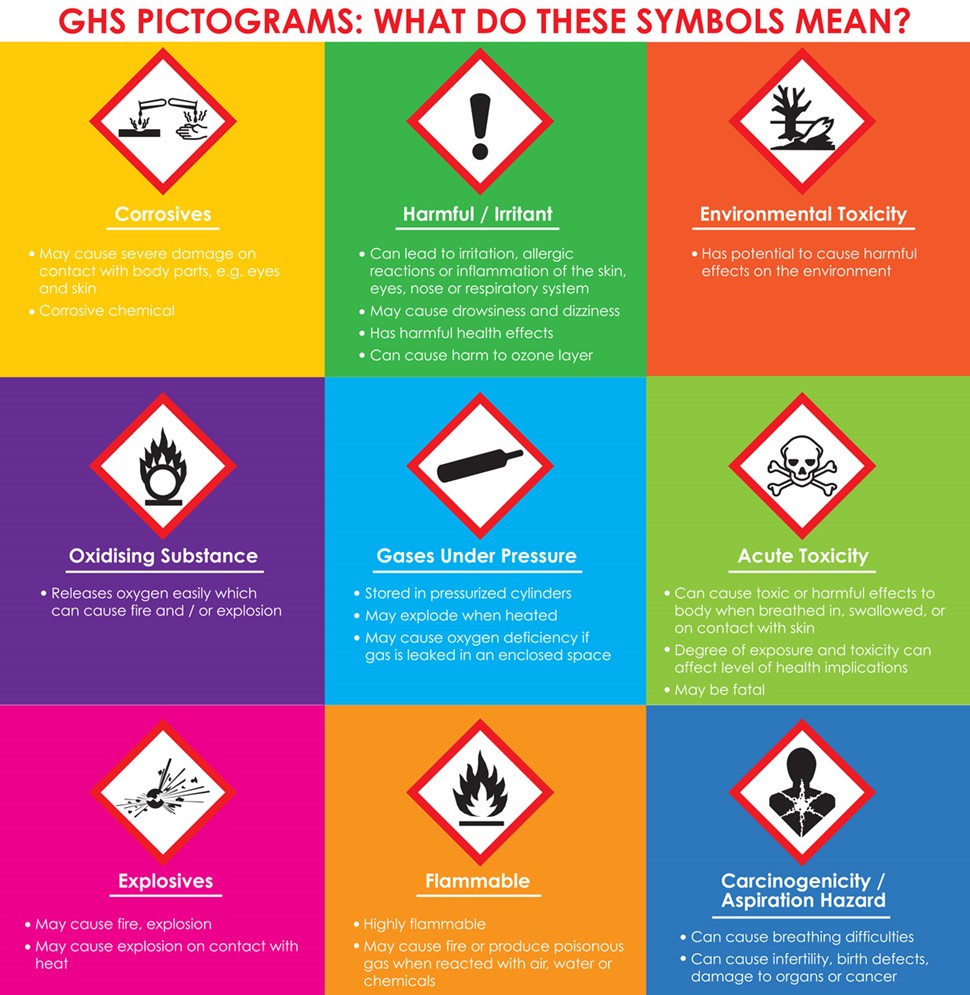 GHS PICTOGRAMS: WHAT DO THESE SYMBOLS MEAN?
Corrosives
• May cause severe damage on
contact with body parts, e.g. eyes
and skin
• Corrosive chemical
Harmful / Irritant
• Can lead to irritation, allergic
reactions or inflammation of the skin,
eyes, nose or respiratory system
• May cause drowsiness and dizziness
• Has harmful health effects
• Can cause harm to ozone layer
Environmental Toxicity
• Has potential to cause harmful
effects on the environment
Oxidising Substance
• Releases oxygen easily which
can cause fire and / or explosion
Gases Under Pressure
• Stored in pressurized cylinders
• May explode when heated
• May cause oxygen deficiency if
gas is leaked in an enclosed space
Acute Toxicity
• Can cause toxic or harmful effects to
body when breathed in, swallowed, or
on contact with skin
• Degree of exposure and toxicity can
affect level of health implications
• May be fatal
Explosives
• May cause fire, explosion
• May cause explosion on contact with
heat
Flammable
• Highly flammable
• May cause fire or produce poisonous
gas when reacted with air, water or
chemicals
Carcinogenicity /
Aspiration Hazard
• Can cause breathing difficulties
• Can cause infertility, birth defects,
damage to organs or cancer